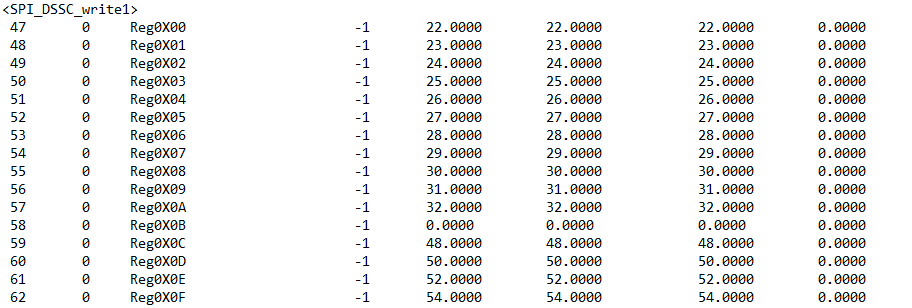 <SPI_DSSC_write1>
47 0 Reg0X00 -1 22.0000 22.0000 22.0000 0.0000
48 0 Reg0X01 -1 23.0000 23.0000 23.0000 0.0000
49 0 Reg0X02 -1 24.0000 24.0000 24.0000 0.0000
50 0 Reg0X03 -1 25.0000 25.0000 25.0000 0.0000
51 0 Reg0X04 -1 26.0000 26.0000 26.0000 0.0000
52 0 Reg0X05 -1 27.0000 27.0000 27.0000 0.0000
53 0 Reg0X06 -1 28.0000 28.0000 28.0000 0.0000
54 0 Reg0X07 -1 29.0000 29.0000 29.0000 0.0000
55 0 Reg0X08 -1 30.0000 30.0000 30.0000 0.0000
56 0 Reg0X09 -1 31.0000 31.0000 31.0000 0.0000
57 0 Reg0X0A -1 32.0000 32.0000 32.0000 0.0000
58 0 Reg0X0B -1 0.0000 0.0000 0.0000 0.0000
59 0 Reg0X0C -1 48.0000 48.0000 48.0000 0.0000
60 0 Reg0X0D -1 50.0000 50.0000 50.0000 0.0000
61 0 Reg0X0E -1 52.0000 52.0000 52.0000 0.0000
62 0 Reg0X0F -1 54.0000 54.0000 54.0000 0.0000